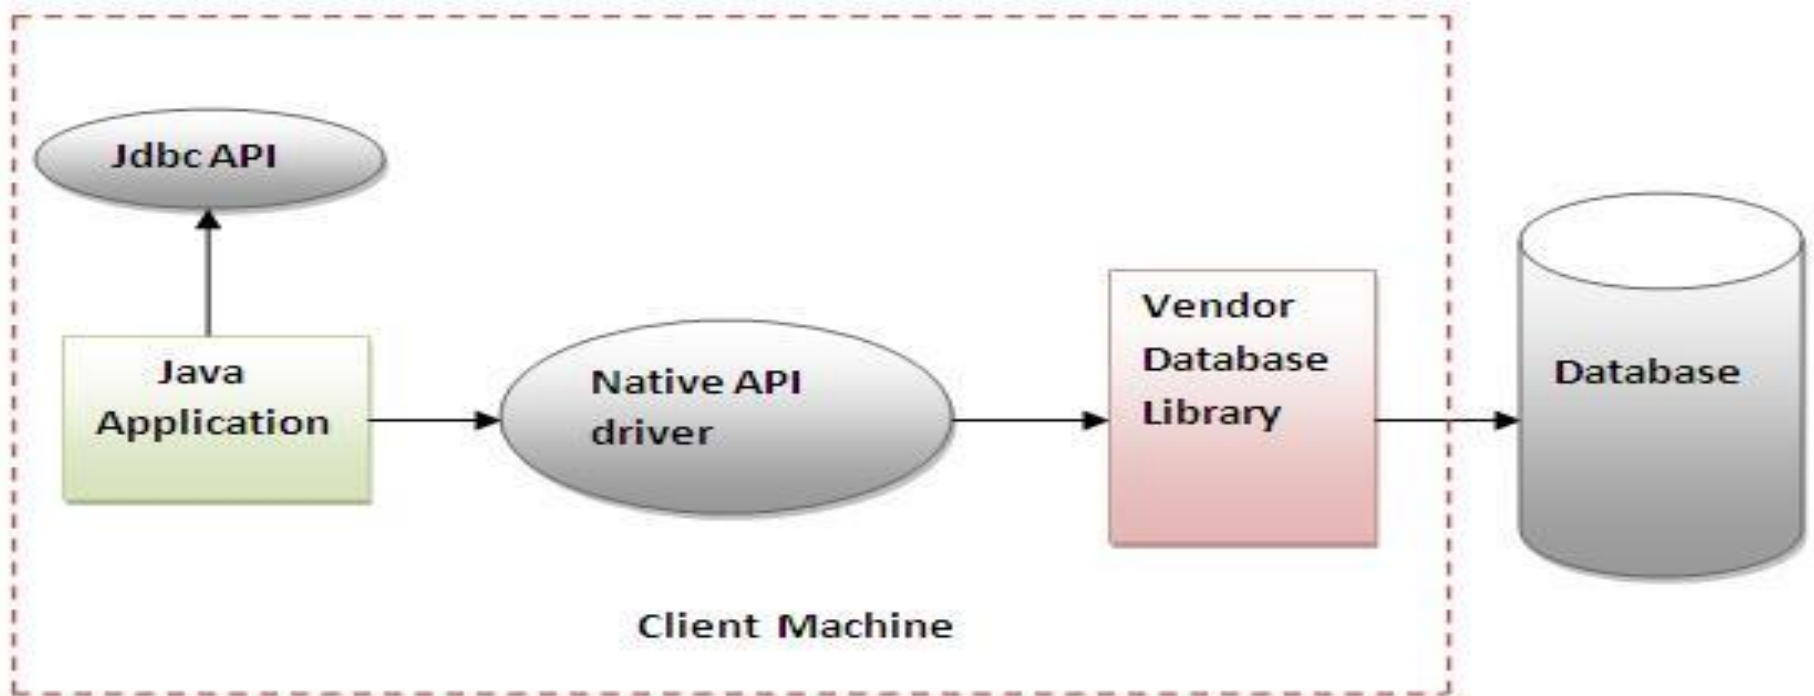 Jdbc API
Java
Application
Native API
driver
Vendor
Database
Library
Database
Client Machine